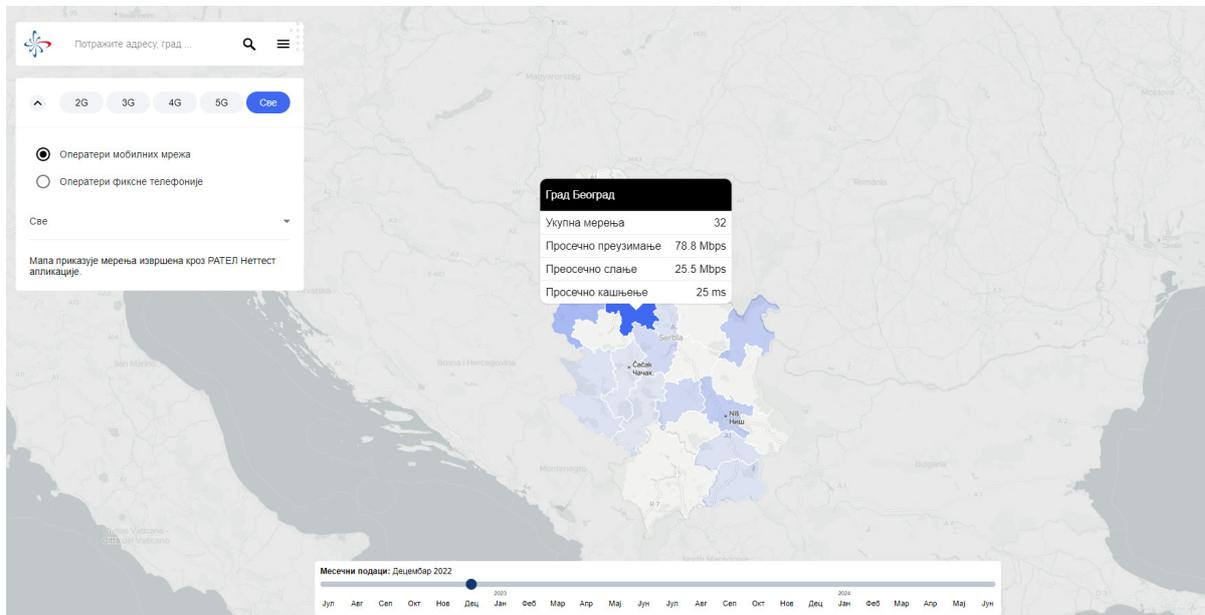 Потражите адресу, град ...
2G 3G 4G 5G Све
Оператери мобилних мрежа
Оператери фиксне телефоније
Све
Мапа приказује мерења извршена кроз РАТЕЛ Неттест
апликације.
Magyarország
România
Moldova
Град Београд
Укупна мерења 32
Просечно преузимање 78.8 Mbps
Преосечно слање 25.5 Mbps
Просечно кашњење 25 ms
Serbia
San Marino
Bosna i Hercegovina
Čačak
Чачак
Niš
Ниш
Montenegro
Bulgaria
North Macedonia
Месечни подаци: Децембар 2022
2023 2024
Јул Авг Сеп Окт Нов Дец Јан Феб Мар Апр Мај Јун Јул Авг Сеп Окт Нов Дец Јан Феб Мар Апр Мај Јун